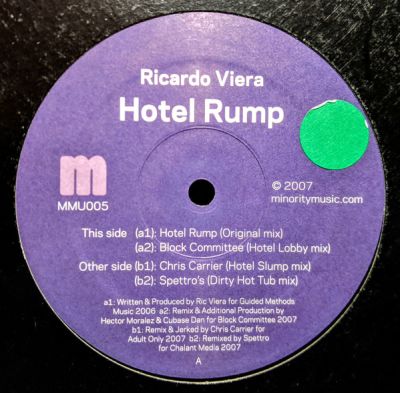 Ricardo Viera
Hotel Rump
m
MMU005
© 2007
minoritymusic.com
This side (a1): Hotel Rump (Original mix)
(a2): Block Committee (Hotel Lobby mix)
Other side (b1): Chris Carrier (Hotel Slump mix)
(b2): Spettro's (Dirty Hot Tub mix)
a1: Written & Produced by Ric Viera for Guided Methods
Music 2006 a2: Remix & Additional Production by
Hector Moralez & Cubase Dan for Block Committee 2007
b1: Remix & Jerked by Chris Carrier for
Adult Only 2007 b2: Remixed by Spettro
for Chalant Media 2007
A